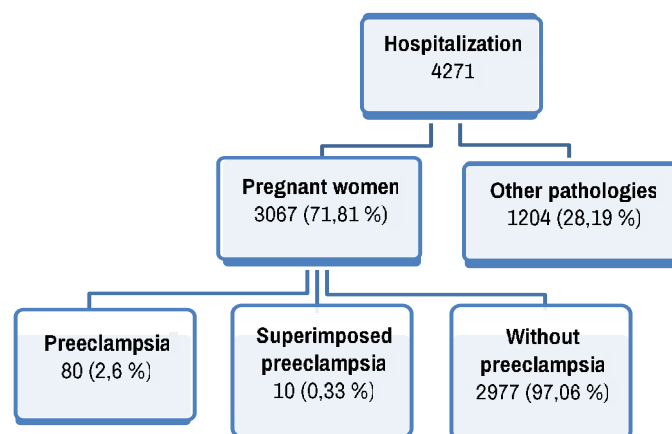 Hospitalization
4271
Pregnant women
3067 (71,81 %)
Other pathologies
1204 (28,19 %)
Preeclampsia
80 (2,6 %)
Superimposed
preeclampsia
10 (0,33 %)
Without
preeclampsia
2977 (97,06 %)